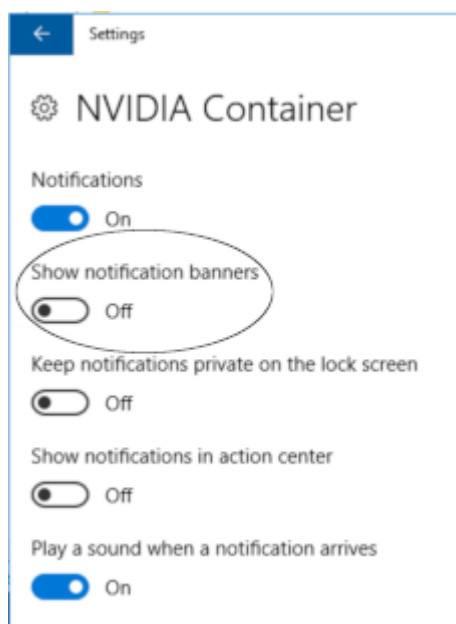 Settings
NVIDIA Container
Notifications
On
Show notification banners
Off
Keep notifications private on the lock screen
Off
Show notifications in action center
Off
Play a sound when a notification arrives
On